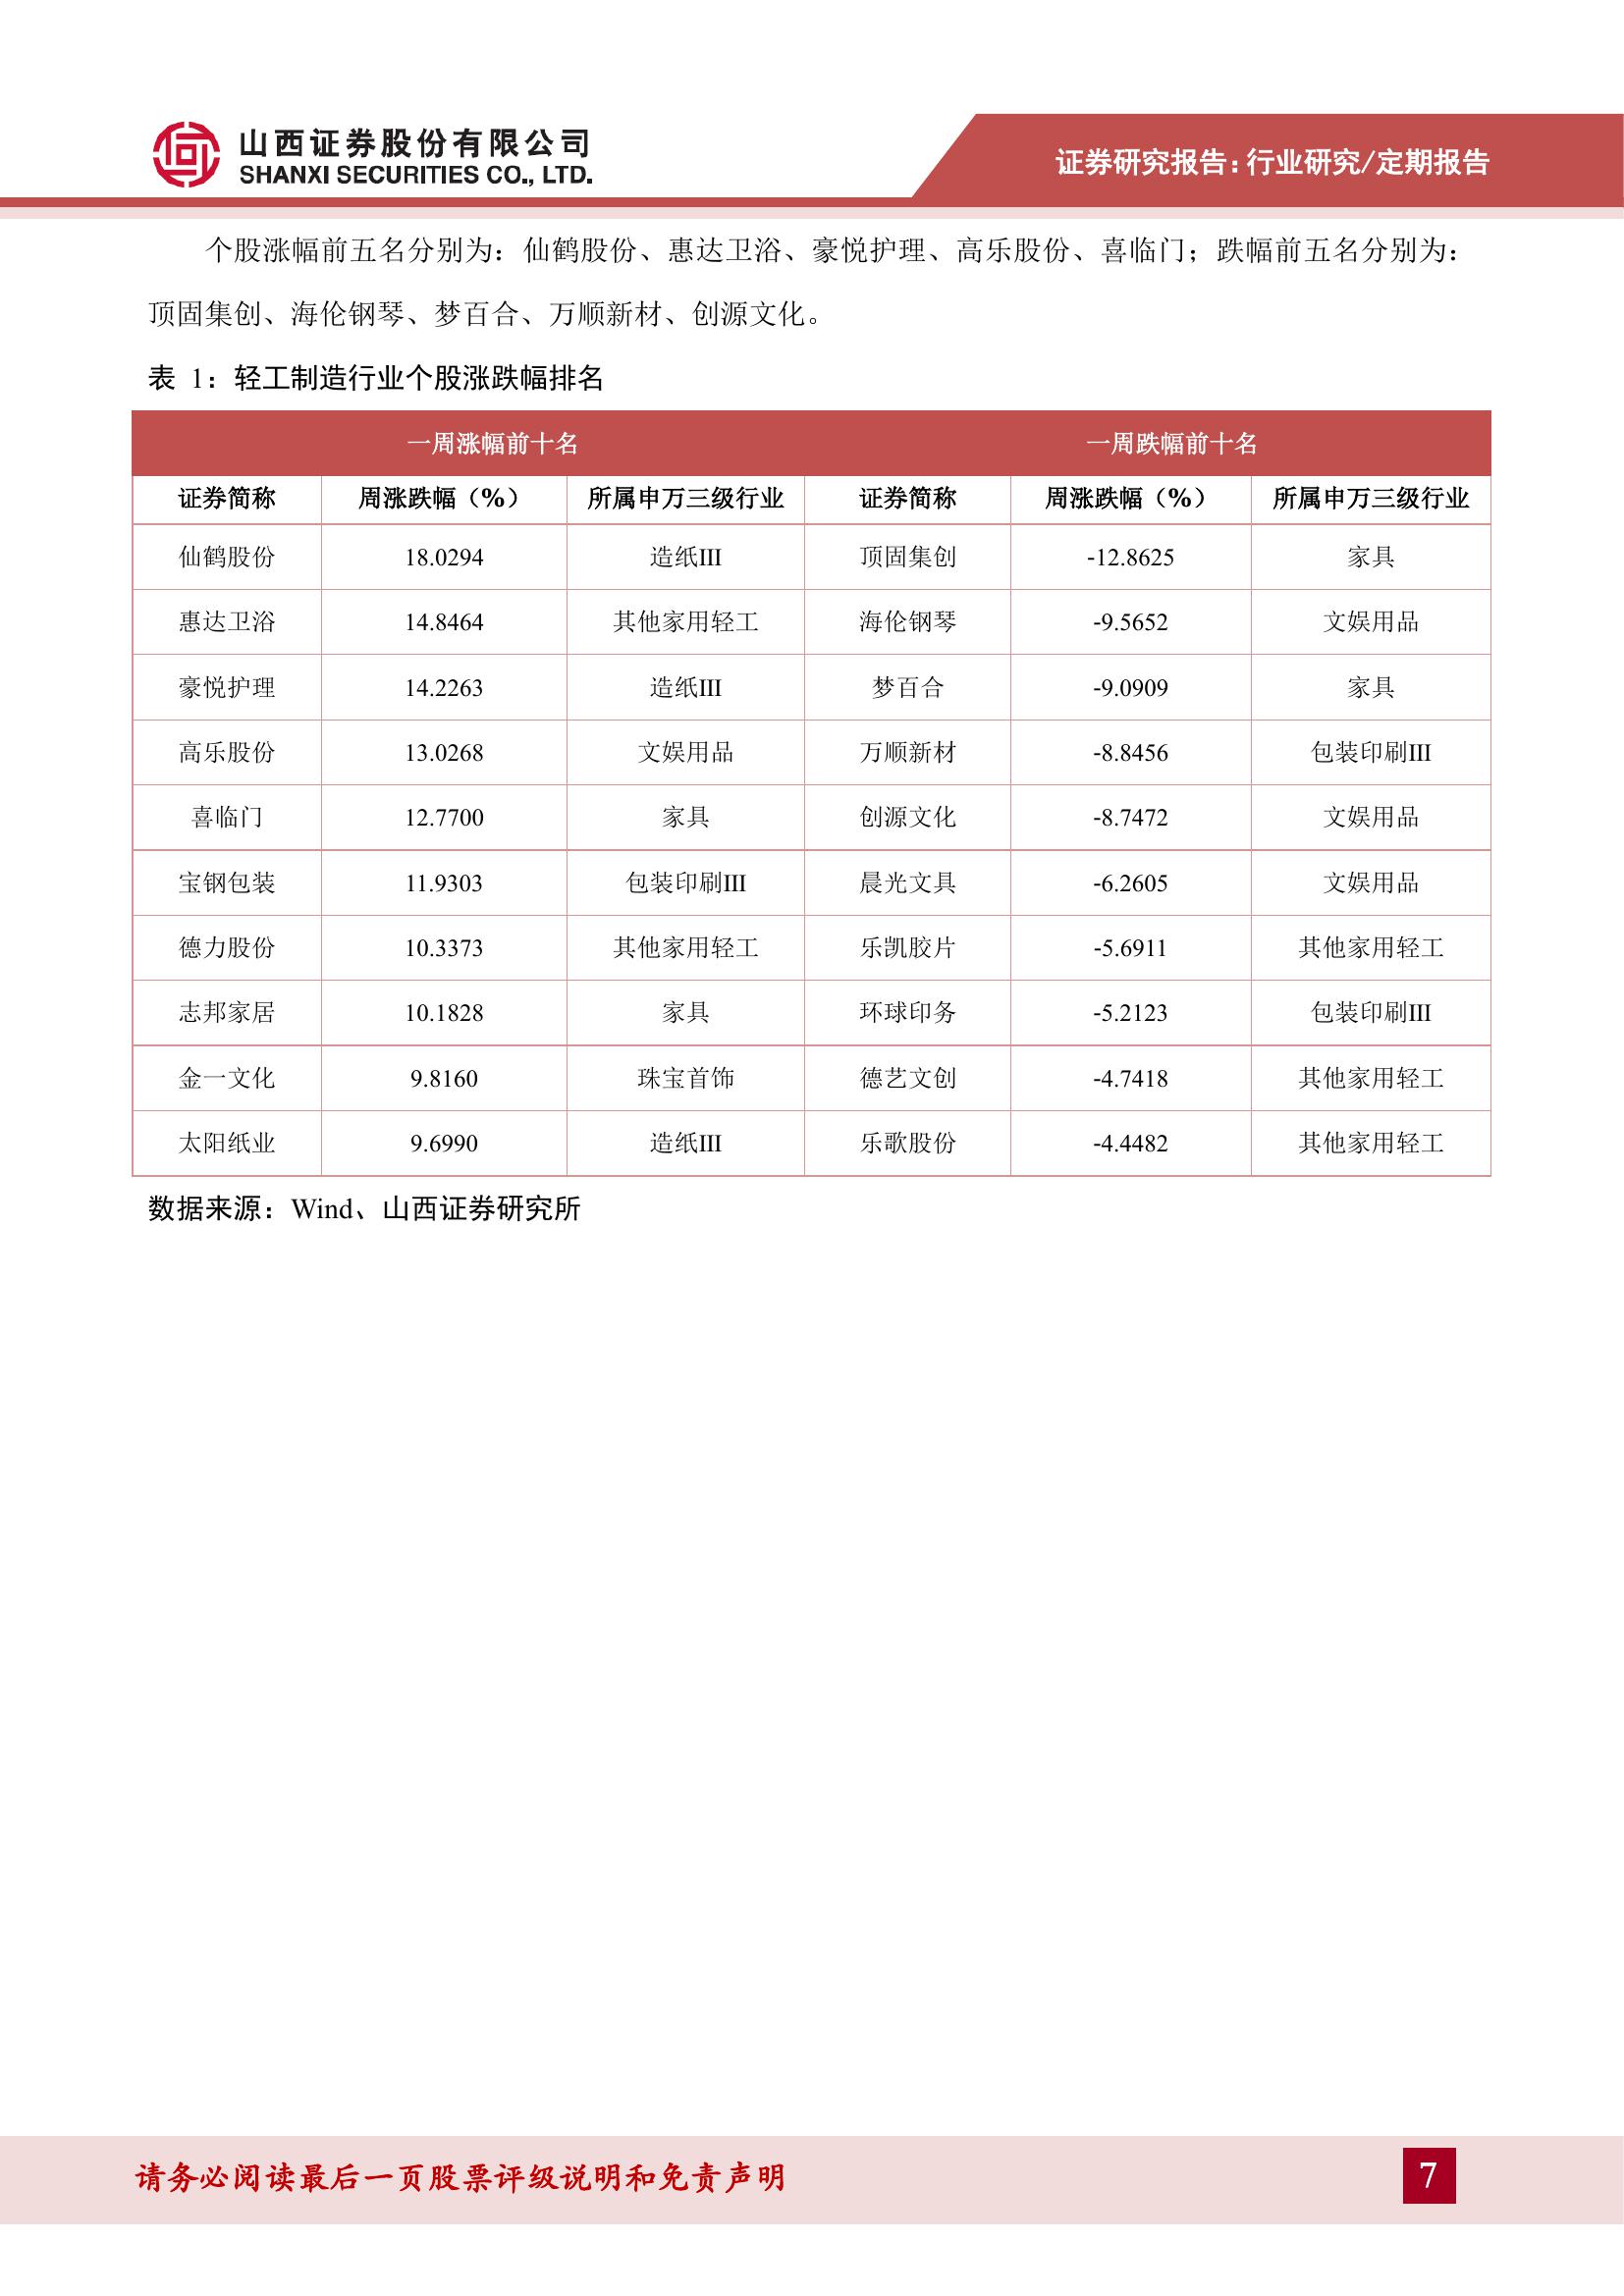 山西证券股份有限公司
SHANXI SECURITIES CO., LTD.
证券研究报告：行业研究/定期报告
个股涨幅前五名分别为：仙鹤股份、惠达卫浴、豪悦护理、高乐股份、喜临门；跌幅前五名分别为：
顶固集创、海伦钢琴、梦百合、万顺新材、创源文化。
表 1：轻工制造行业个股涨跌幅排名
一周涨幅前十名 一周跌幅前十名
证券简称 周涨跌幅（%） 所属申万三级行业 证券简称 周涨跌幅（%） 所属申万三级行业
仙鹤股份 18.0294 造纸III 顶固集创 -12.8625 家具
惠达卫浴 14.8464 其他家用轻工 海伦钢琴 -9.5652 文娱用品
豪悦护理 14.2263 造纸III 梦百合 -9.0909 家具
高乐股份 13.0268 文娱用品 万顺新材 -8.8456 包装印刷III
喜临门 12.7700 家具 创源文化 -8.7472 文娱用品
宝钢包装 11.9303 包装印刷III 晨光文具 -6.2605 文娱用品
德力股份 10.3373 其他家用轻工 乐凯胶片 -5.6911 其他家用轻工
志邦家居 10.1828 家具 环球印务 -5.2123 包装印刷III
金一文化 9.8160 珠宝首饰 德艺文创 -4.7418 其他家用轻工
太阳纸业 9.6990 造纸III 乐歌股份 -4.4482 其他家用轻工
数据来源：Wind、山西证券研究所
请务必阅读最后一页股票评级说明和免责声明
7